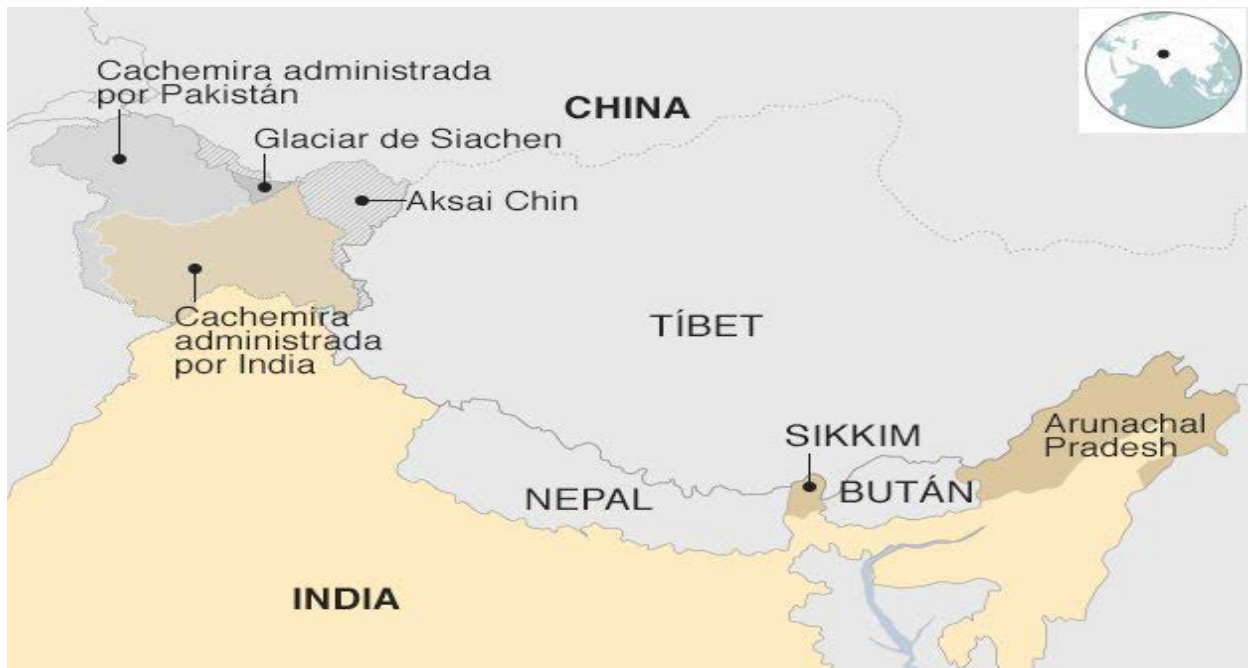 Cachemira administrada
por Pakistán
CHINA
Glaciar de Siachen
Aksai Chin
Cachemira
administrada
por India
TÍBET
SIKKIM
Arunachal
Pradesh
NEPAL
BUTÁN
INDIA